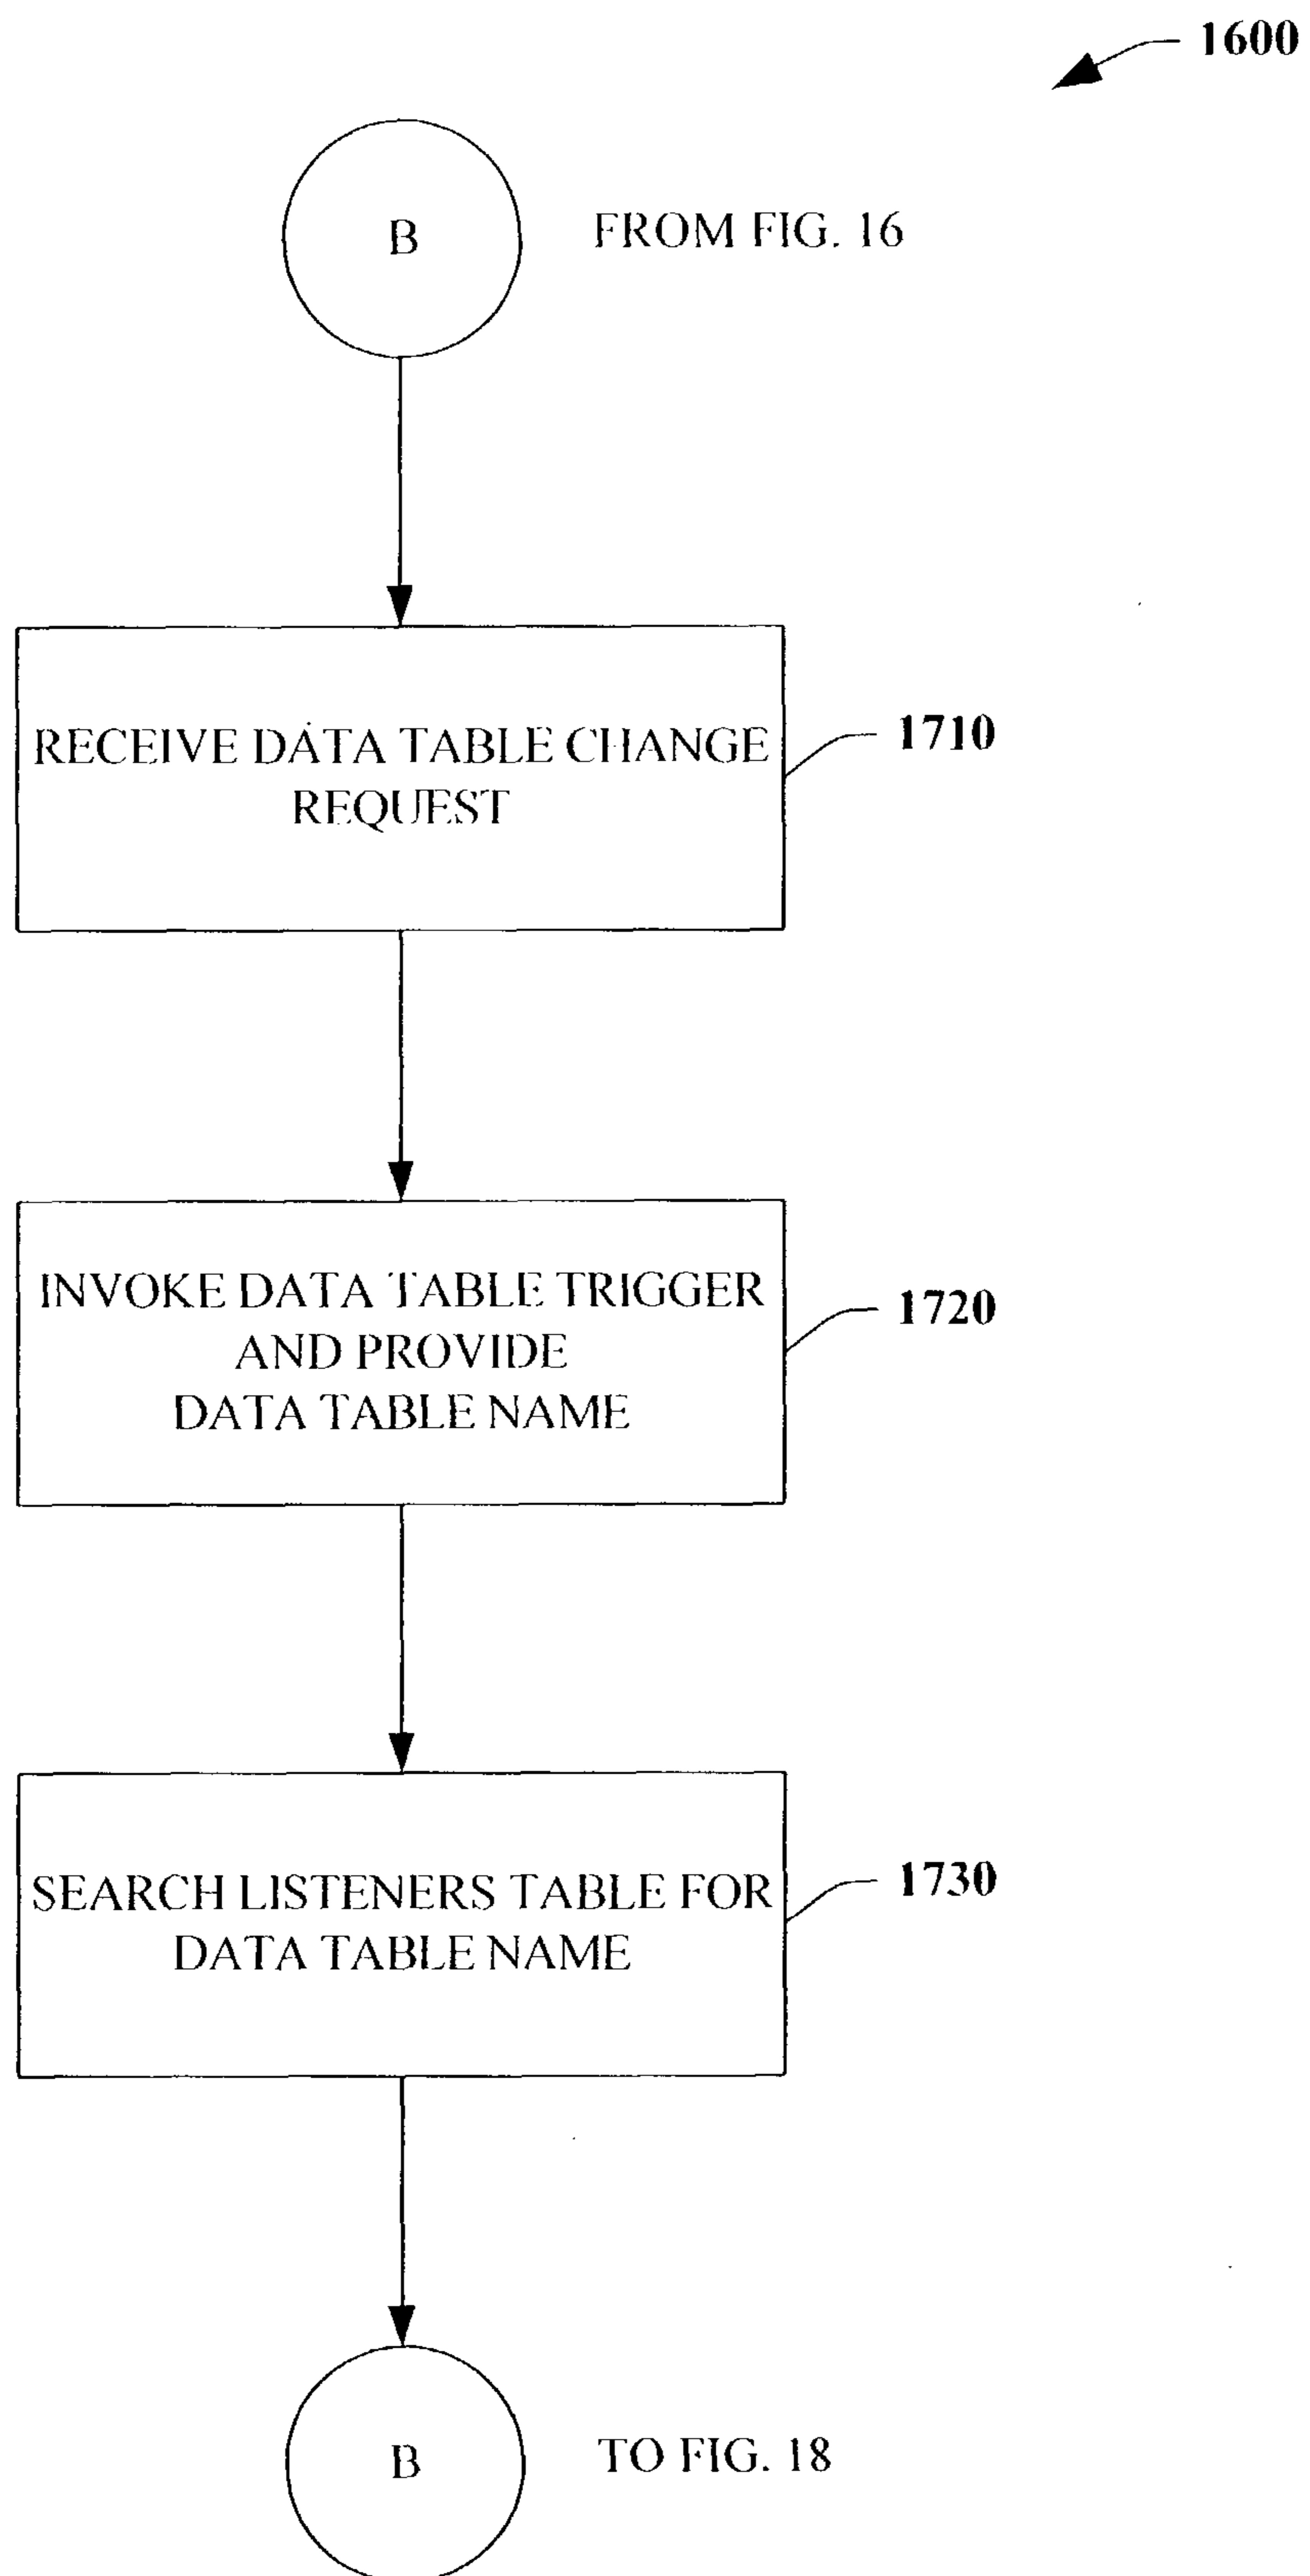 1600
B
FROM FIG. 16
RECEIVE DATA TABLE CHANGE
REQUEST
1710
INVOKE DATA TABLE TRIGGER
AND PROVIDE
DATA TABLE NAME
1720
SEARCH LISTENERS TABLE FOR
DATA TABLE NAME
1730
B
TO FIG. 18